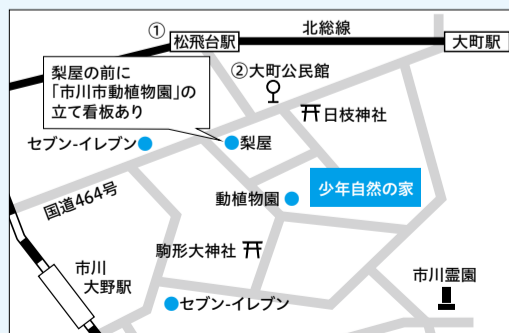 北総線
①
松飛台駅
大町駅
梨屋の前に
「市川市動植物園」の
立て看板あり
②大町公民館
日枝神社
セブン-イレブン
梨屋
国道464号
動植物園
少年自然の家
駒形大神社
市川
大野駅
市川霊園
セブン-イレブン